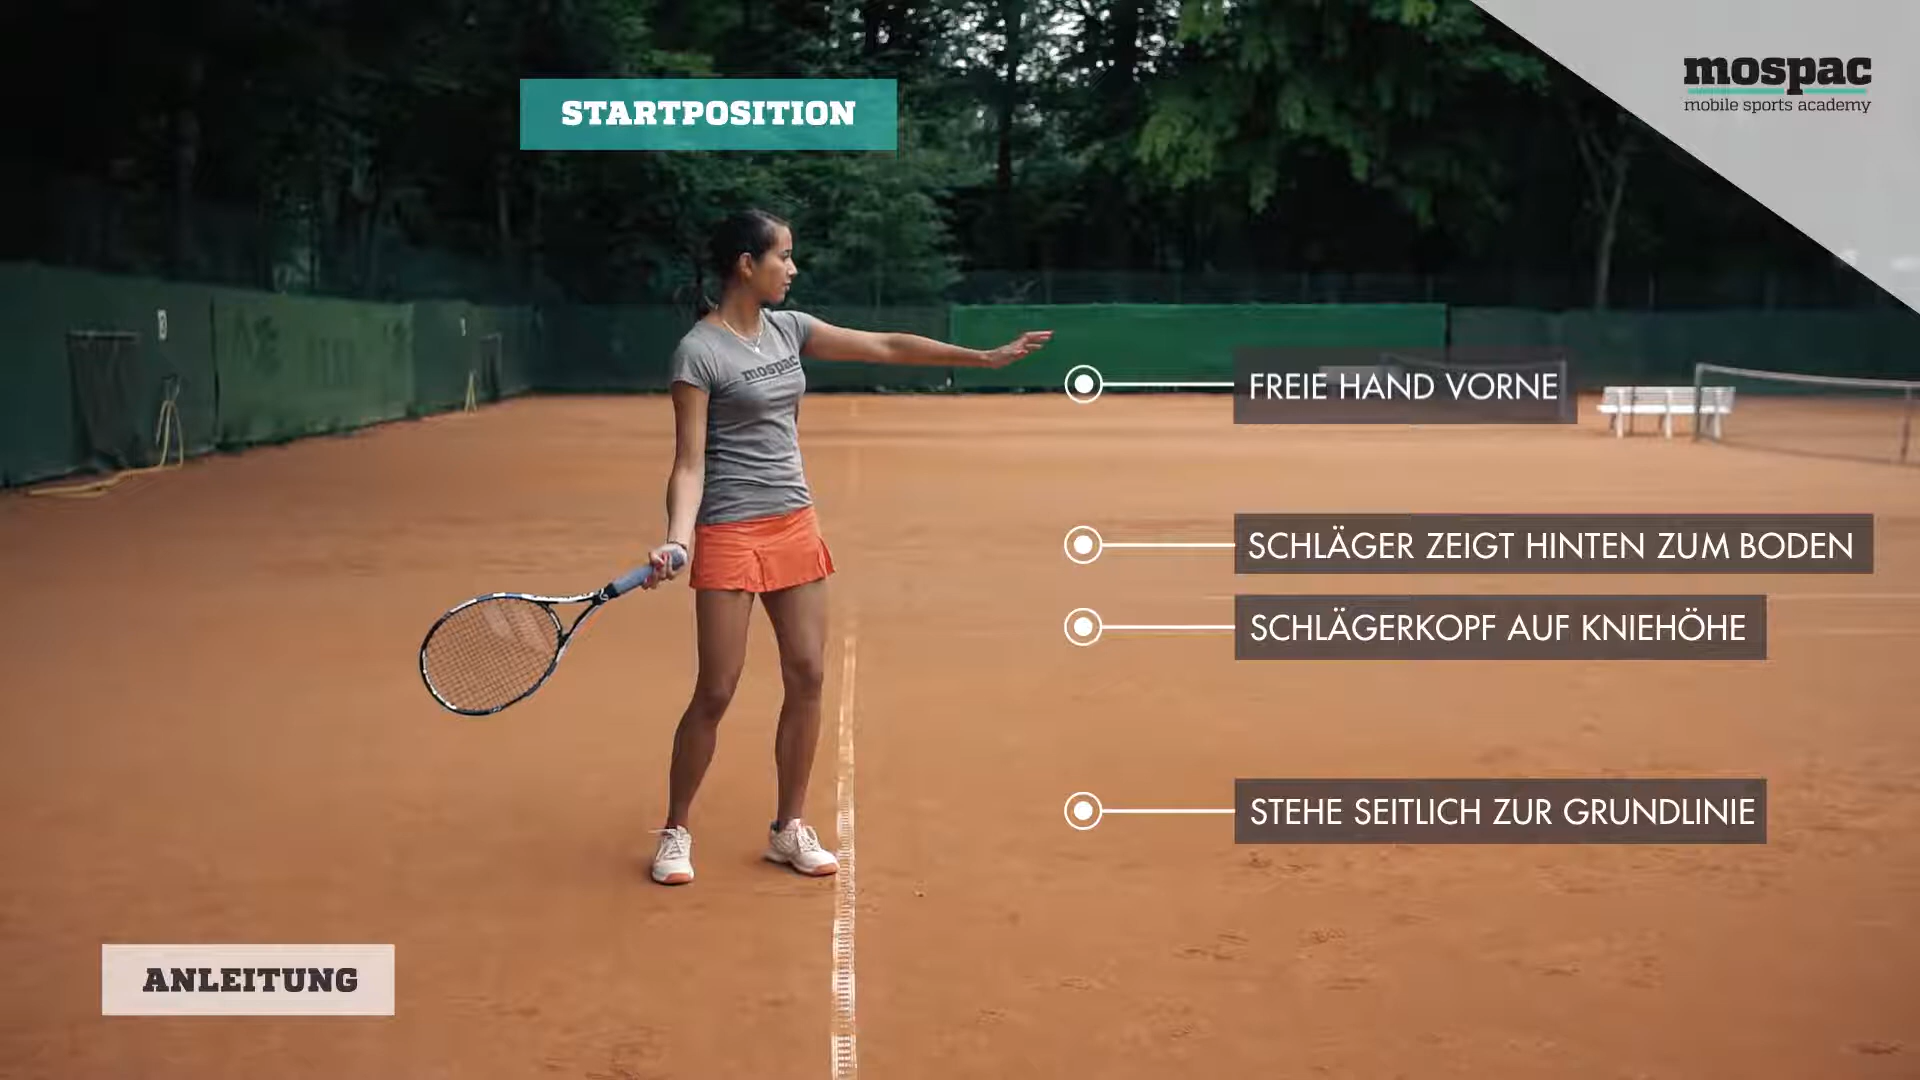 STARTPOSITION
mospac
mobile sports academy
mospac
FREIE HAND VORNE
SCHLÄGER ZEIGT HINTEN ZUM BODEN
SCHLÄGERKOPF AUF KNIEHÖHE
STEHE SEITLICH ZUR GRUNDLINIE
ANLEITUNG